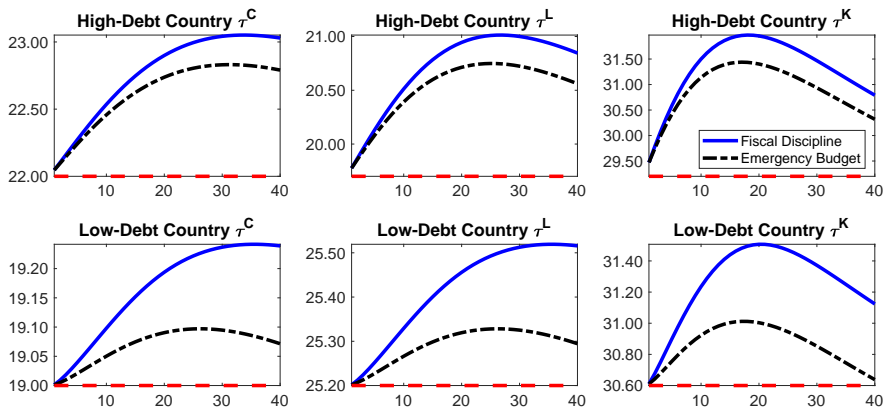 High-Debt Country τ^C
High-Debt Country τ^L
High-Debt Country τ^K
23.00
22.50
22.00
10 20 30 40
21.00
20.50
20.00
10 20 30 40
31.50
31.00
30.00
29.50
10 20 30 40
Fiscal Discipline
Emergency Budget
Low-Debt Country τ^C
Low-Debt Country τ^L
Low-Debt Country τ^K
19.20
19.15
19.10
19.05
19.00
10 20 30 40
25.50
25.40
25.30
25.20
10 20 30 40
31.40
31.00
30.80
30.60
10 20 30 40